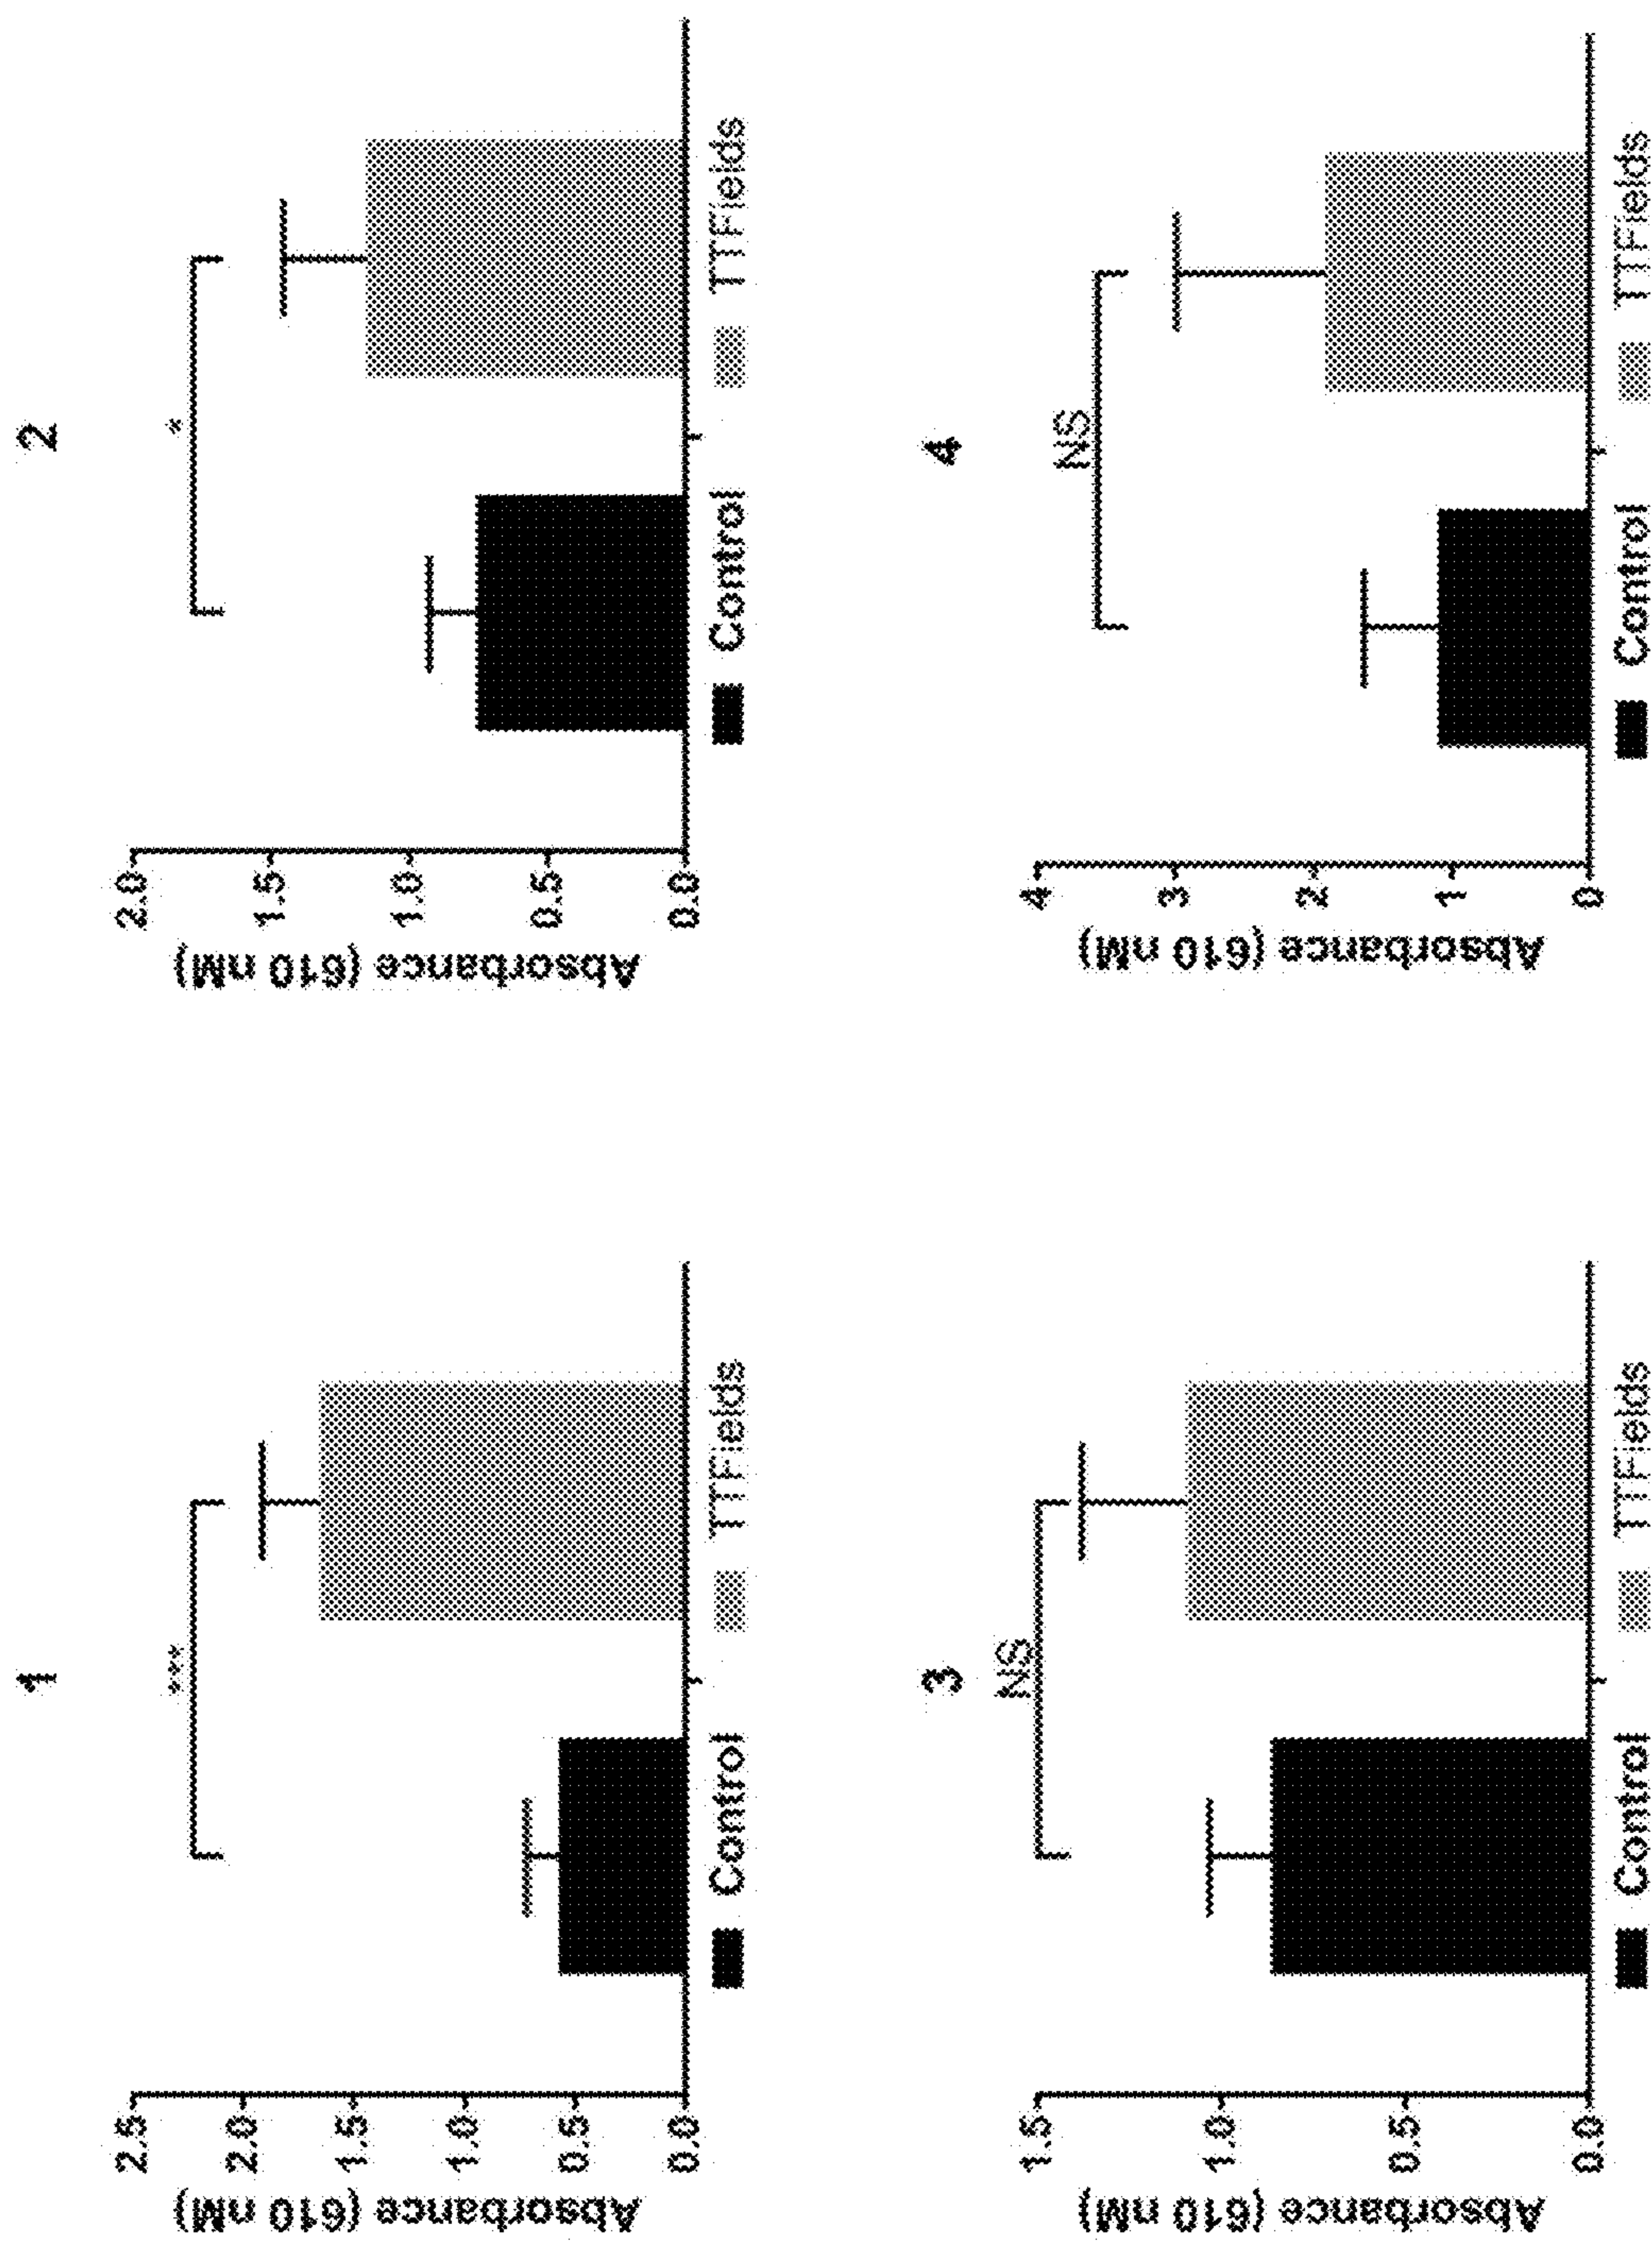 1
***
Absorbance (610 nM)
2.5
2.0
1.5
1.0
0.5
0.0
Control
TTFields
2
*
Absorbance (610 nM)
2.0
1.5
1.0
0.5
0.0
Control
TTFields
3
NS
Absorbance (610 nM)
1.5
1.0
0.5
0.0
Control
TTFields
4
NS
Absorbance (610 nM)
4
3
2
1
0
Control
TTFields